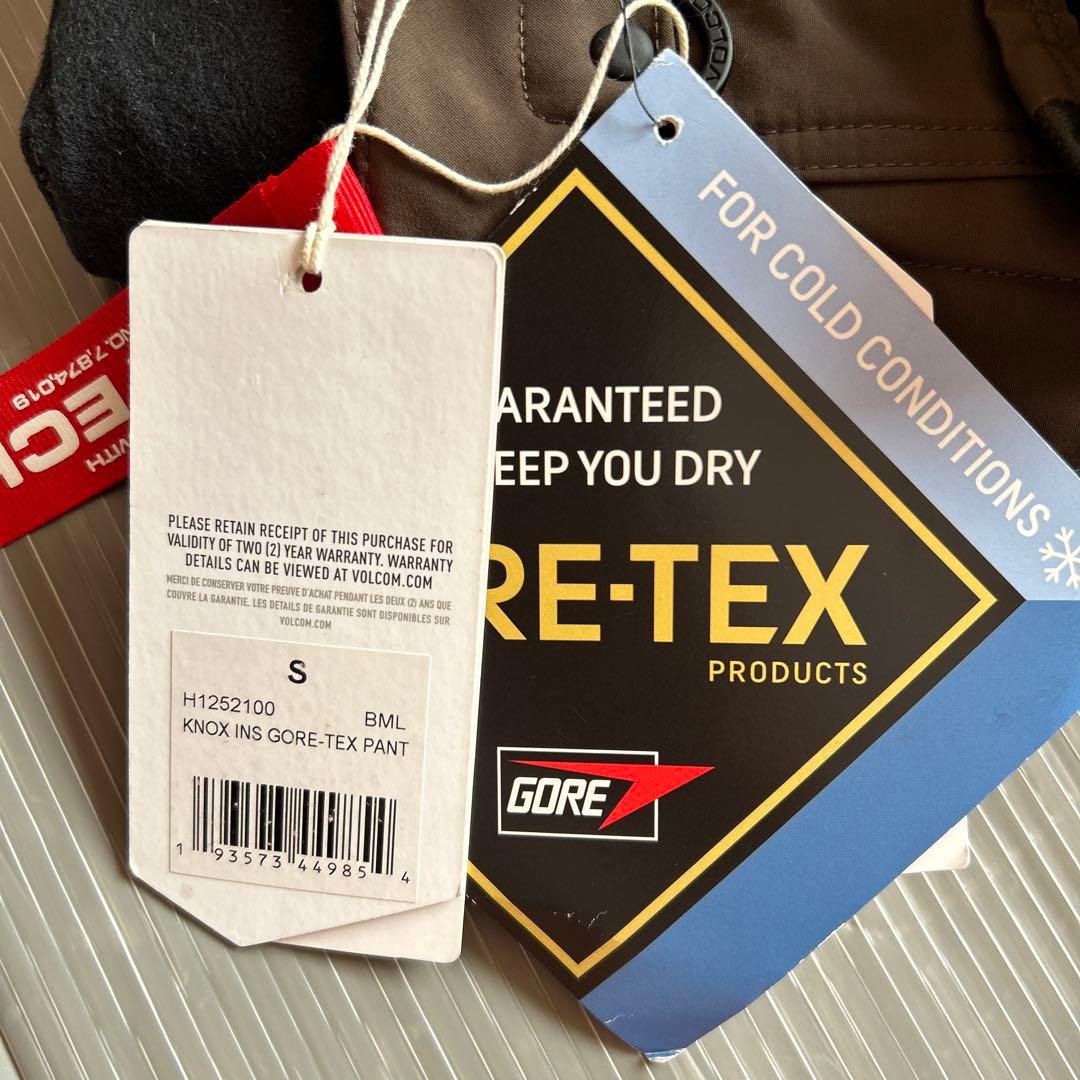 VOLCOM
FOR COLD CONDITIONS
ARANTEED
EEP YOU DRY
RE-TEX
PRODUCTS
GORE
NO.7,874,019
ECH
WITH
PLEASE RETAIN RECEIPT OF THIS PURCHASE FOR
VALIDITY OF TWO (2) YEAR WARRANTY. WARRANTY
DETAILS CAN BE VIEWED AT VOLCOM.COM
MERCI DE CONSERVER VOTRE PREUVE D'ACHAT PENDANT LES DEUX (2) ANS QUE
COUVRE LA GARANTIE. LES DETAILS DE GARANTIE SONT DISPONIBLES SUR
VOLCOM.COM
S
H1252100 BML
KNOX INS GORE-TEX PANT
1 93573 44985 4